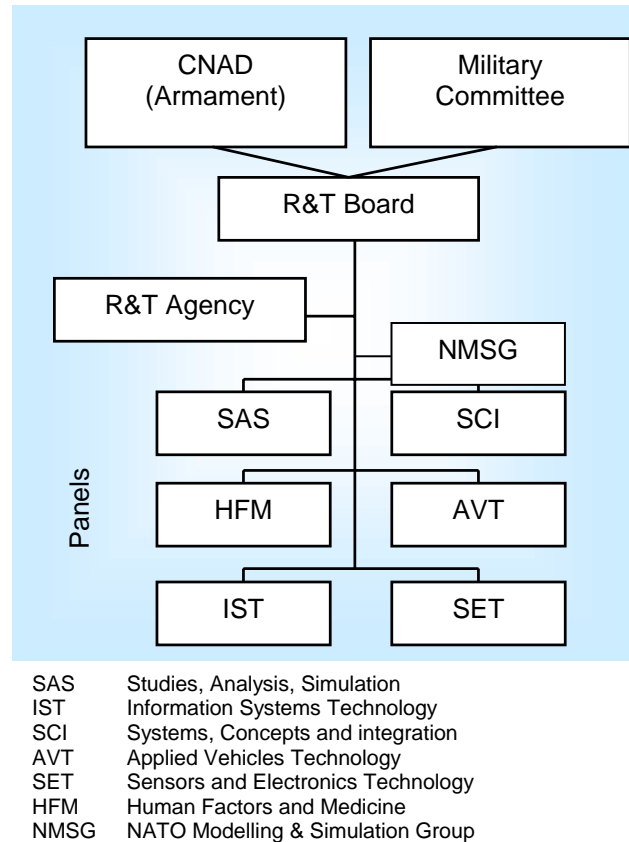 CNAD
(Armament)
Military
Committee
R&T Board
R&T Agency
NMSG
SAS
SCI
Panels
HFM
AVT
IST
SET
SAS Studies, Analysis, Simulation
IST Information Systems Technology
SCI Systems, Concepts and integration
AVT Applied Vehicles Technology
SET Sensors and Electronics Technology
HFM Human Factors and Medicine
NMSG NATO Modelling & Simulation Group